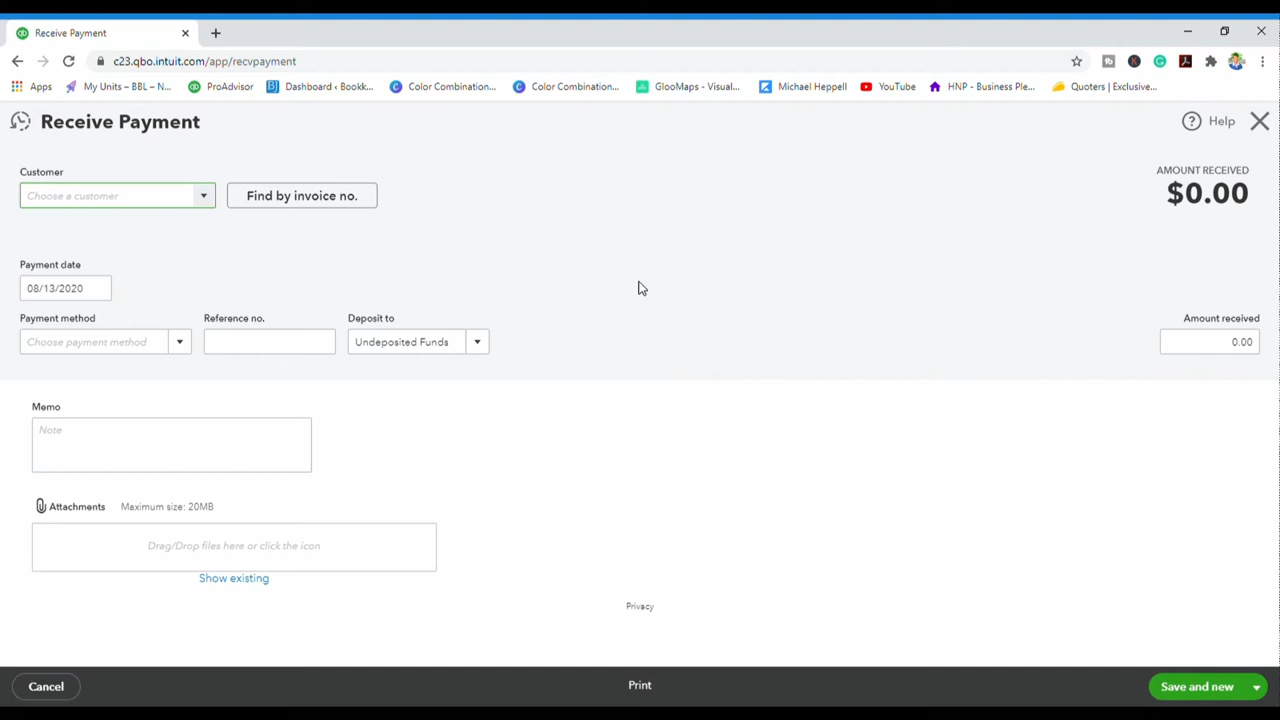 Receive Payment
c23.qbo.intuit.com/app/recvpayment
Apps My Units – BBL – N... ProAdvisor Dashboard ‹ Bookk... Color Combination... Color Combination... GlooMaps - Visual... Michael Heppell YouTube HNP - Business Ple... Quoters | Exclusive...
Receive Payment Help
Customer AMOUNT RECEIVED
Choose a customer Find by invoice no. $0.00
Payment date
08/13/2020
Payment method Reference no. Deposit to Amount received
Choose payment method Undeposited Funds 0.00
Memo
Note
Attachments Maximum size: 20MB
Drag/Drop files here or click the icon
Show existing
Privacy
Cancel Print Save and new